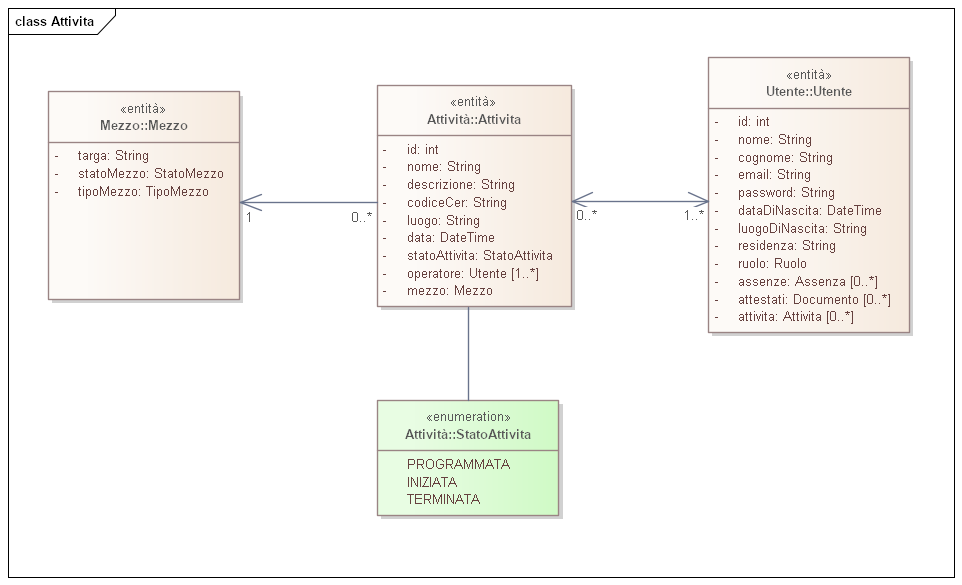 class Attivita
«entità»
Mezzo::Mezzo
- targa: String
- statoMezzo: StatoMezzo
- tipoMezzo: TipoMezzo
1
0..*
«entità»
Attività::Attivita
- id: int
- nome: String
- descrizione: String
- codiceCer: String
- luogo: String
- data: DateTime
- statoAttivita: StatoAttivita
- operatore: Utente [1..*]
- mezzo: Mezzo
0..*
1..*
«entità»
Utente::Utente
- id: int
- nome: String
- cognome: String
- email: String
- password: String
- dataDiNascita: DateTime
- luogoDiNascita: String
- residenza: String
- ruolo: Ruolo
- assenze: Assenza [0..*]
- attestati: Documento [0..*]
- attivita: Attivita [0..*]
«enumeration»
Attività::StatoAttivita
PROGRAMMATA
INIZIATA
TERMINATA